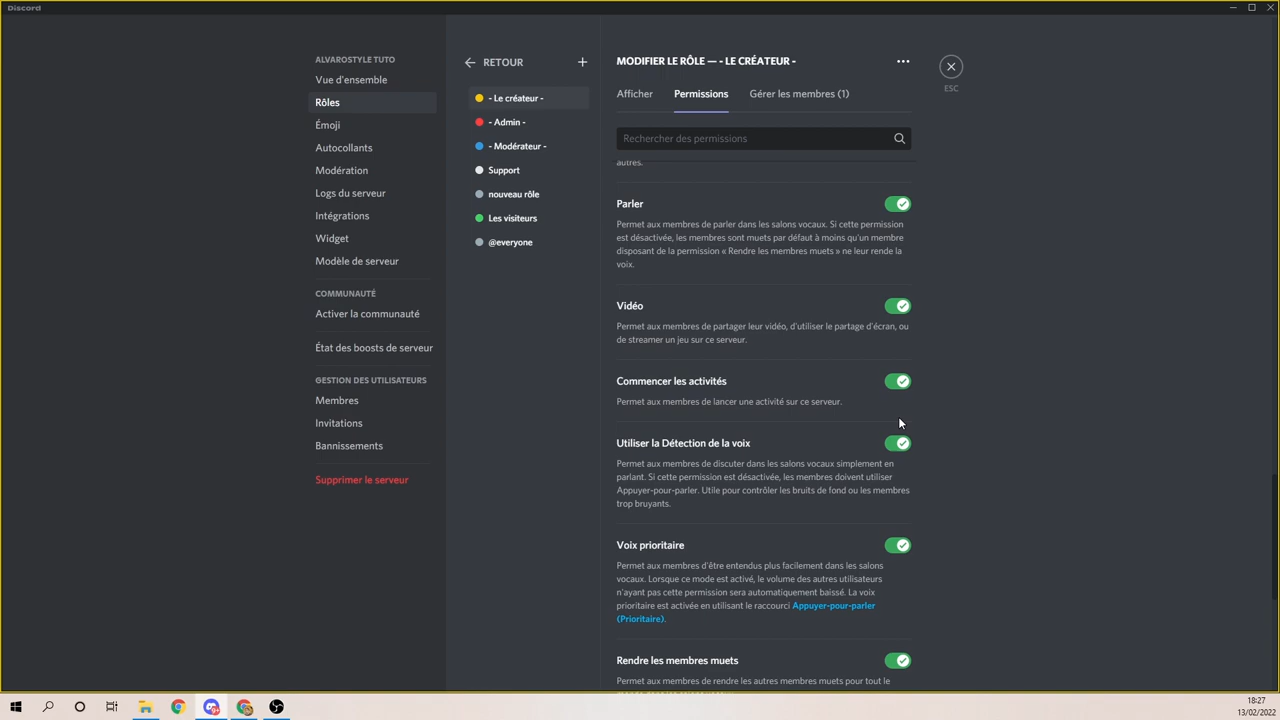 Discord
ALVAROSTYLE TUTO
Vue d'ensemble
Rôles
Émoji
Autocollants
Modération
Logs du serveur
Intégrations
Widget
Modèle de serveur
COMMUNAUTÉ
Activer la communauté
État des boosts de serveur
GESTION DES UTILISATEURS
Membres
Invitations
Bannissements
Supprimer le serveur
RETOUR
- Le créateur -
- Admin -
- Modérateur -
Support
nouveau rôle
Les visiteurs
@everyone
MODIFIER LE RÔLE — - LE CRÉATEUR -
Afficher Permissions Gérer les membres (1)
Rechercher des permissions
autres.
Parler
Permet aux membres de parler dans les salons vocaux. Si cette permission
est désactivée, les membres sont muets par défaut à moins qu'un membre
disposant de la permission « Rendre les membres muets » ne leur rende la
voix.
Vidéo
Permet aux membres de partager leur vidéo, d'utiliser le partage d'écran, ou
de streamer un jeu sur ce serveur.
Commencer les activités
Permet aux membres de lancer une activité sur ce serveur.
Utiliser la Détection de la voix
Permet aux membres de discuter dans les salons vocaux simplement en
parlant. Si cette permission est désactivée, les membres doivent utiliser
Appuyer-pour-parler. Utile pour contrôler les bruits de fond ou les membres
trop bruyants.
Voix prioritaire
Permet aux membres d'être entendus plus facilement dans les salons
vocaux. Lorsque ce mode est activé, le volume des autres utilisateurs
n'ayant pas cette permission sera automatiquement baissé. La voix
prioritaire est activée en utilisant le raccourci Appuyer-pour-parler
(Prioritaire).
Rendre les membres muets
Permet aux membres de rendre les autres membres muets pour tout le
ESC
18:27
13/02/2022